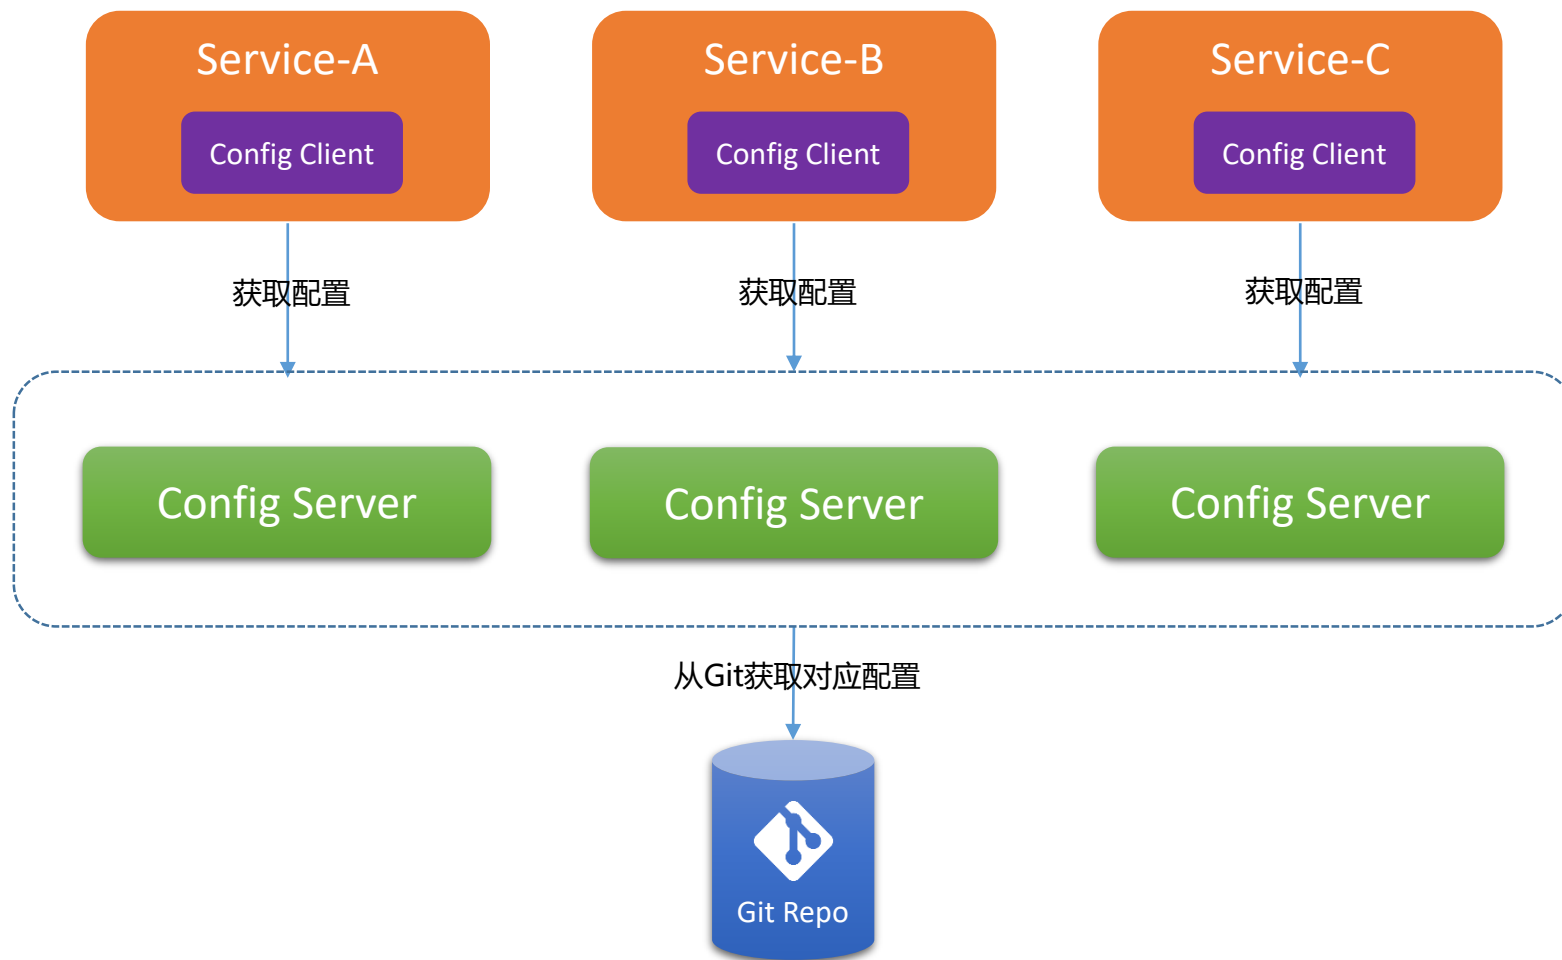 Service-A
Service-B
Service-C
Config Client
Config Client
Config Client
获取配置
获取配置
获取配置
Config Server
Config Server
Config Server
从Git获取对应配置
Git Repo